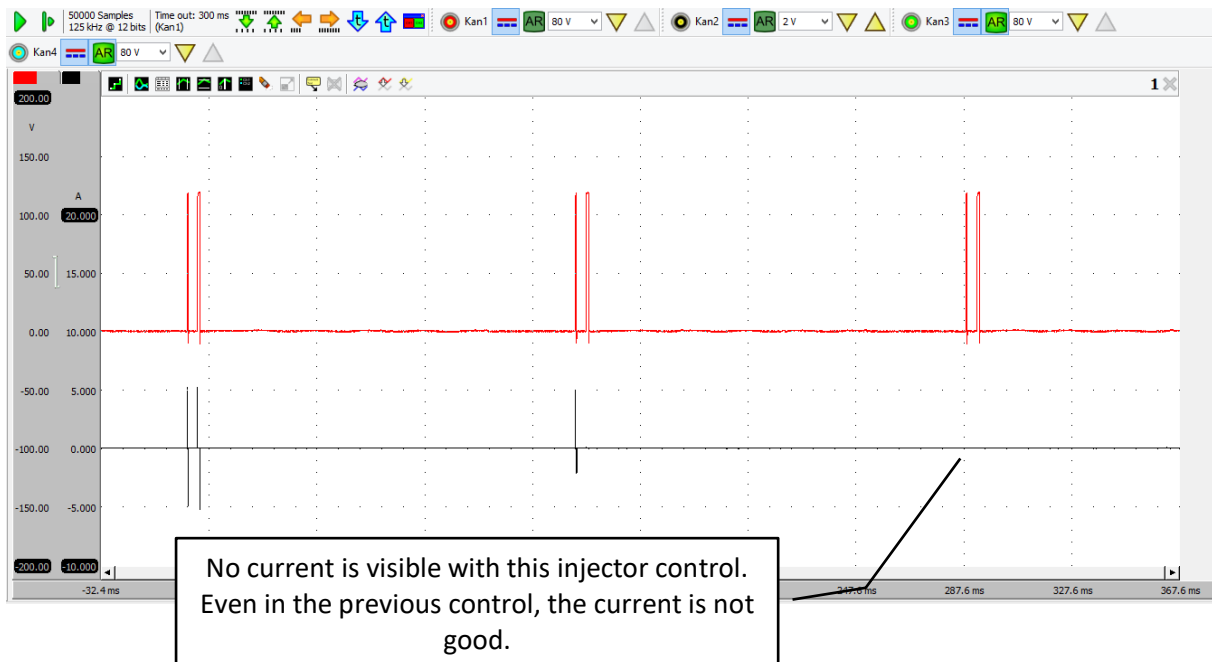 50000 Samples
125 kHz @ 12 bits
Time out: 300 ms
(Kan1)
Kan1 AR 80 V
Kan2 AR 2 V
Kan3 AR 80 V
Kan4 AR 80 V
1
200.00
V
150.00
A
100.00 20.000
50.00 15.000
0.00 10.000
-50.00 5.000
-100.00 0.000
-150.00 -5.000
-200.00 -10.000
-32.4 ms 247.6 ms 287.6 ms 327.6 ms 367.6 ms
No current is visible with this injector control.
Even in the previous control, the current is not
good.